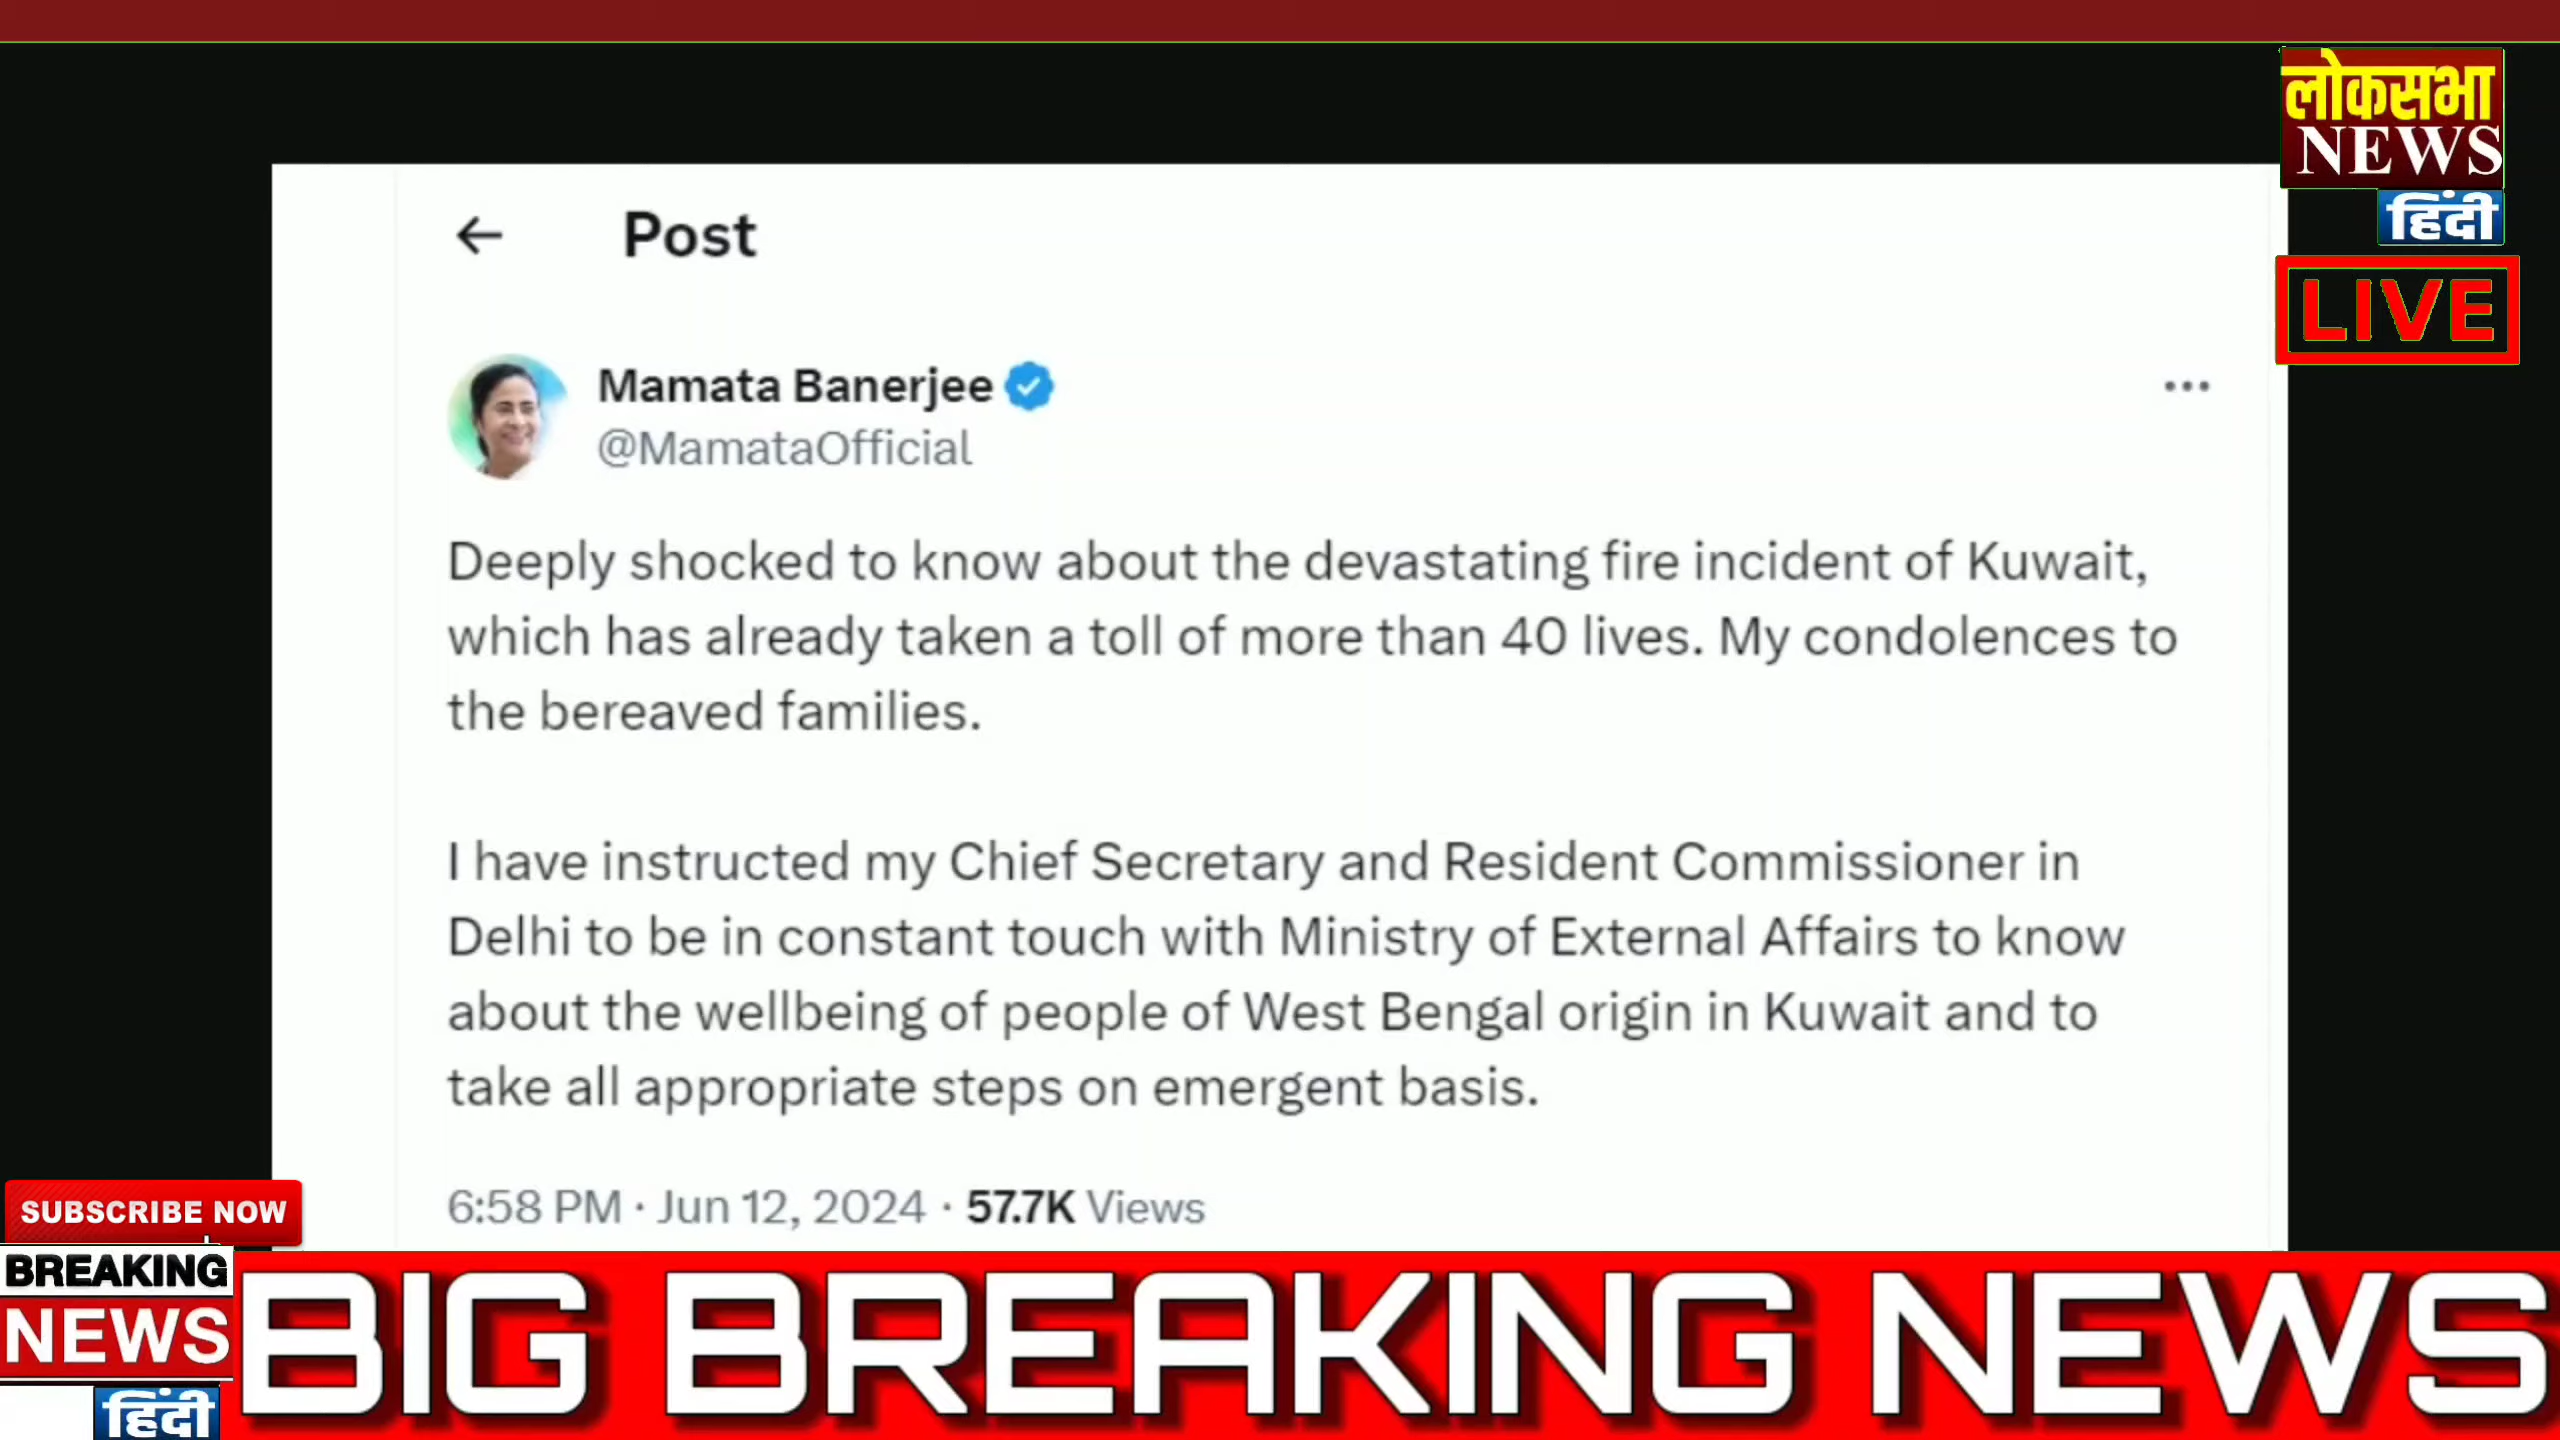 लोकसभा
NEWS
हिंदी
LIVE
← Post
Mamata Banerjee
@MamataOfficial
Deeply shocked to know about the devastating fire incident of Kuwait,
which has already taken a toll of more than 40 lives. My condolences to
the bereaved families.
I have instructed my Chief Secretary and Resident Commissioner in
Delhi to be in constant touch with Ministry of External Affairs to know
about the wellbeing of people of West Bengal origin in Kuwait and to
take all appropriate steps on emergent basis.
6:58 PM · Jun 12, 2024 · 57.7K Views
SUBSCRIBE NOW
BREAKING
NEWS
हिंदी
BIG BREAKING NEWS